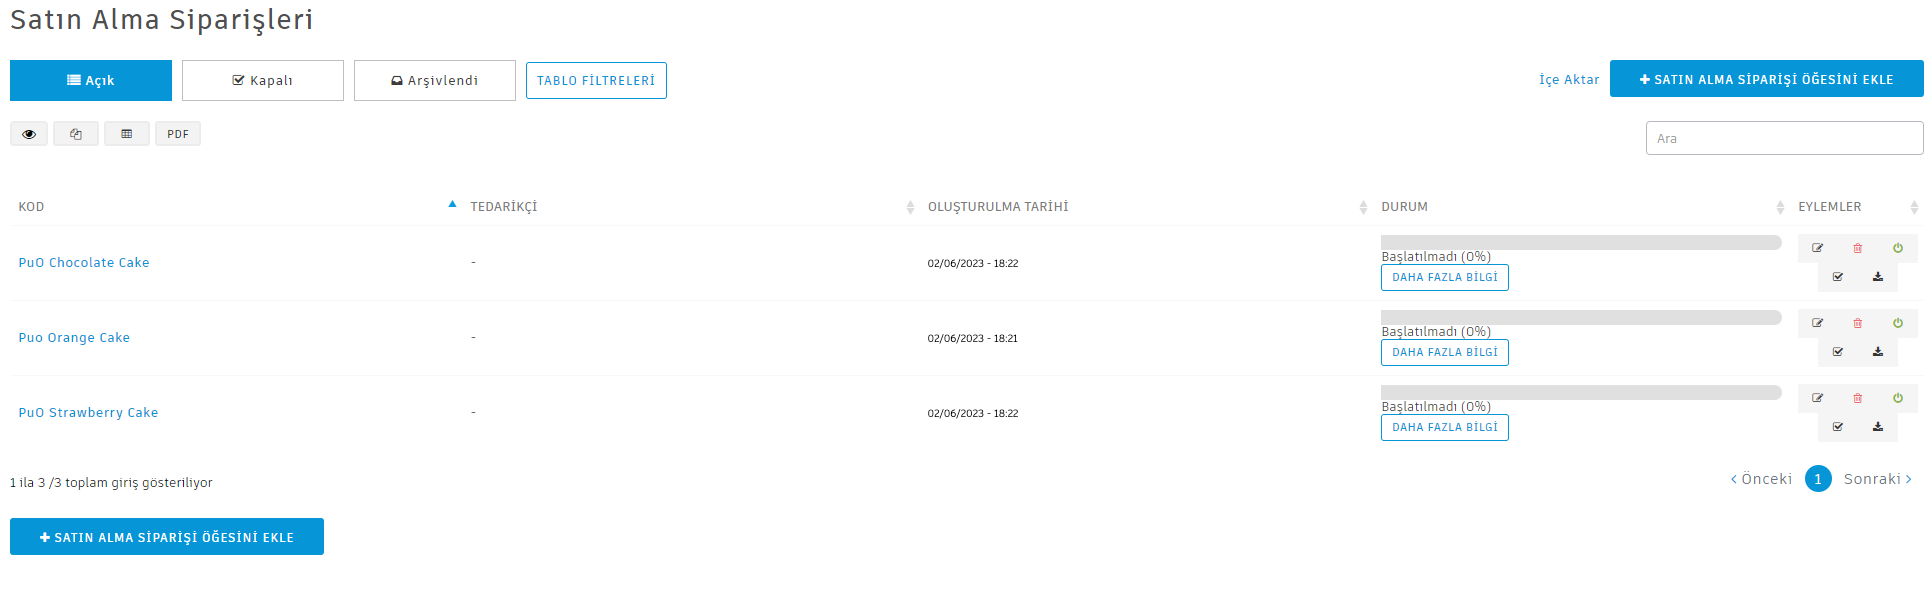 Satın Alma Siparişleri
Açık
Kapalı
Arşivlendi
TABLO FİLTRELERİ
İçe Aktar
SATIN ALMA SİPARİŞİ ÖĞESİNİ EKLE
PDF
Ara
KOD
TEDARİKÇİ
OLUŞTURULMA TARİHİ
DURUM
EYLEMLER
PuO Chocolate Cake
-
02/06/2023 - 18:22
Başlatılmadı (0%)
DAHA FAZLA BİLGİ
Puo Orange Cake
-
02/06/2023 - 18:21
Başlatılmadı (0%)
DAHA FAZLA BİLGİ
PuO Strawberry Cake
-
02/06/2023 - 18:22
Başlatılmadı (0%)
DAHA FAZLA BİLGİ
1 ila 3 /3 toplam giriş gösteriliyor
Önceki
1
Sonraki
SATIN ALMA SİPARİŞİ ÖĞESİNİ EKLE